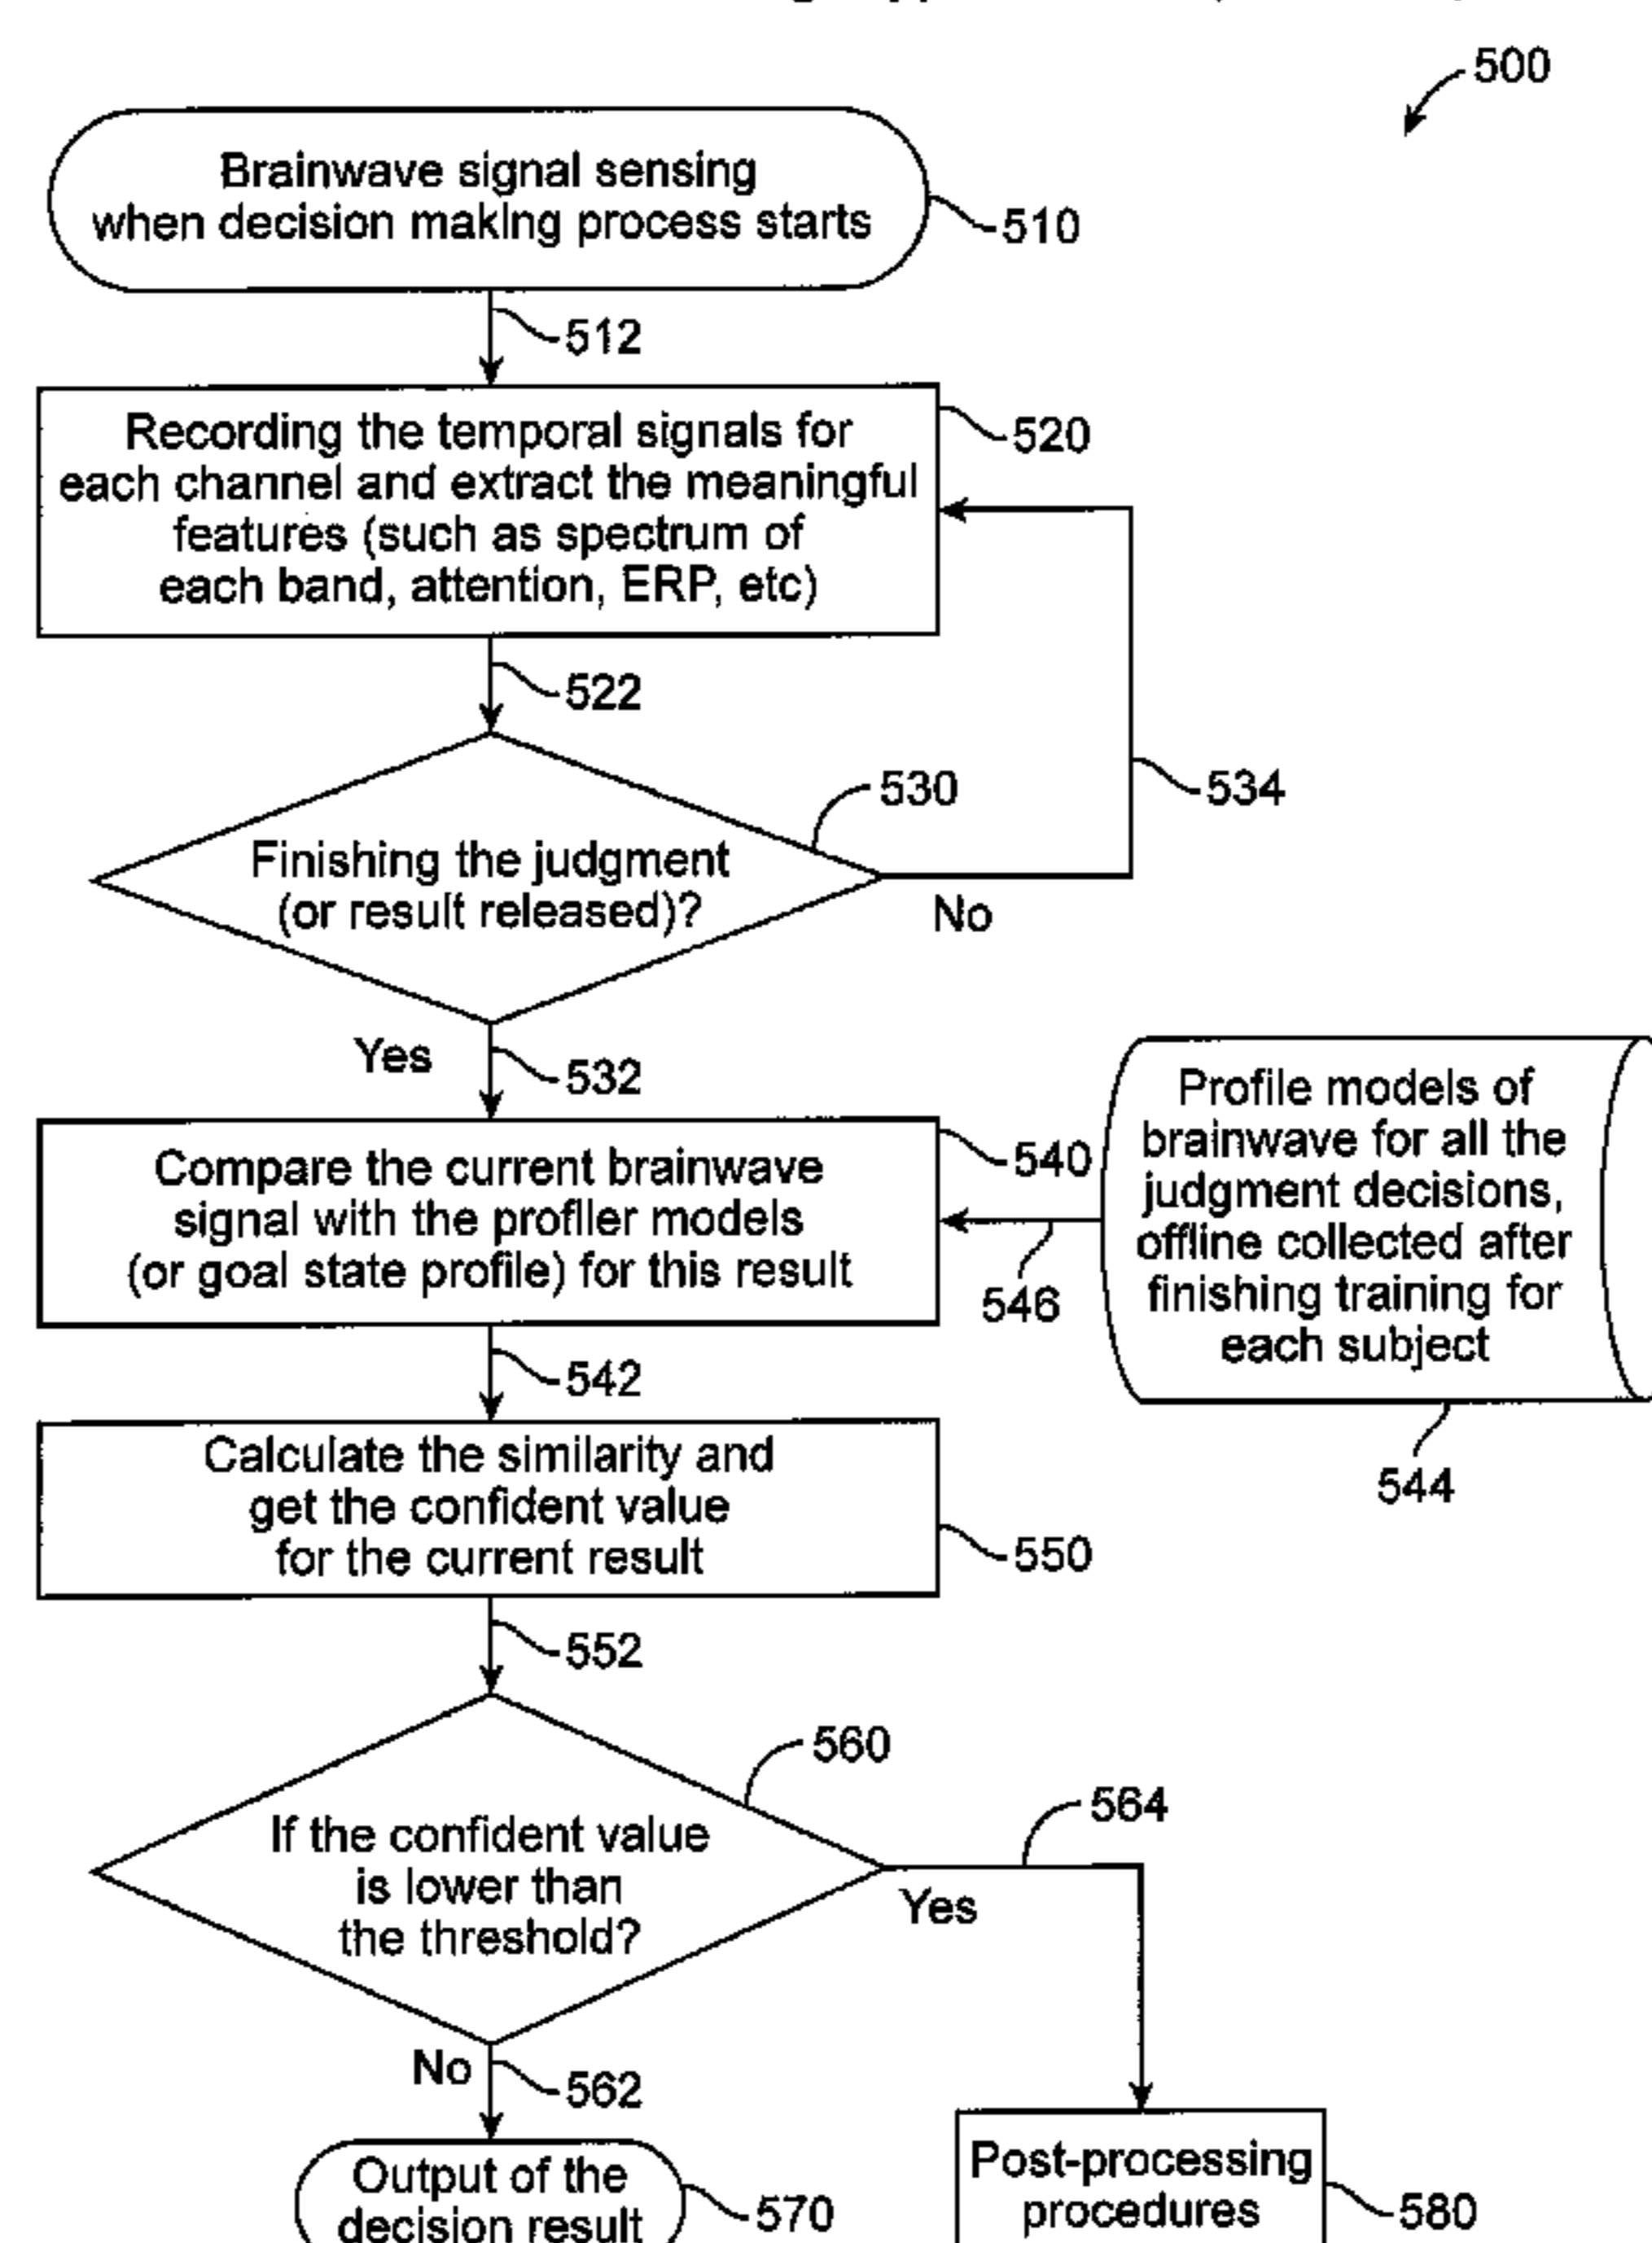 500
Brainwave signal sensing
when decision making process starts
510
512
Recording the temporal signals for
each channel and extract the meaningful
features (such as spectrum of
each band, attention, ERP, etc)
520
522
530
534
Finishing the judgment
(or result released)?
No
Yes
532
Compare the current brainwave
signal with the profiler models
(or goal state profile) for this result
540
546
Profile models of
brainwave for all the
judgment decisions,
offline collected after
finishing training for
each subject
544
542
Calculate the similarity and
get the confident value
for the current result
550
552
560
564
If the confident value
is lower than
the threshold?
Yes
No
562
Output of the
decision result
570
Post-processing
procedures
580